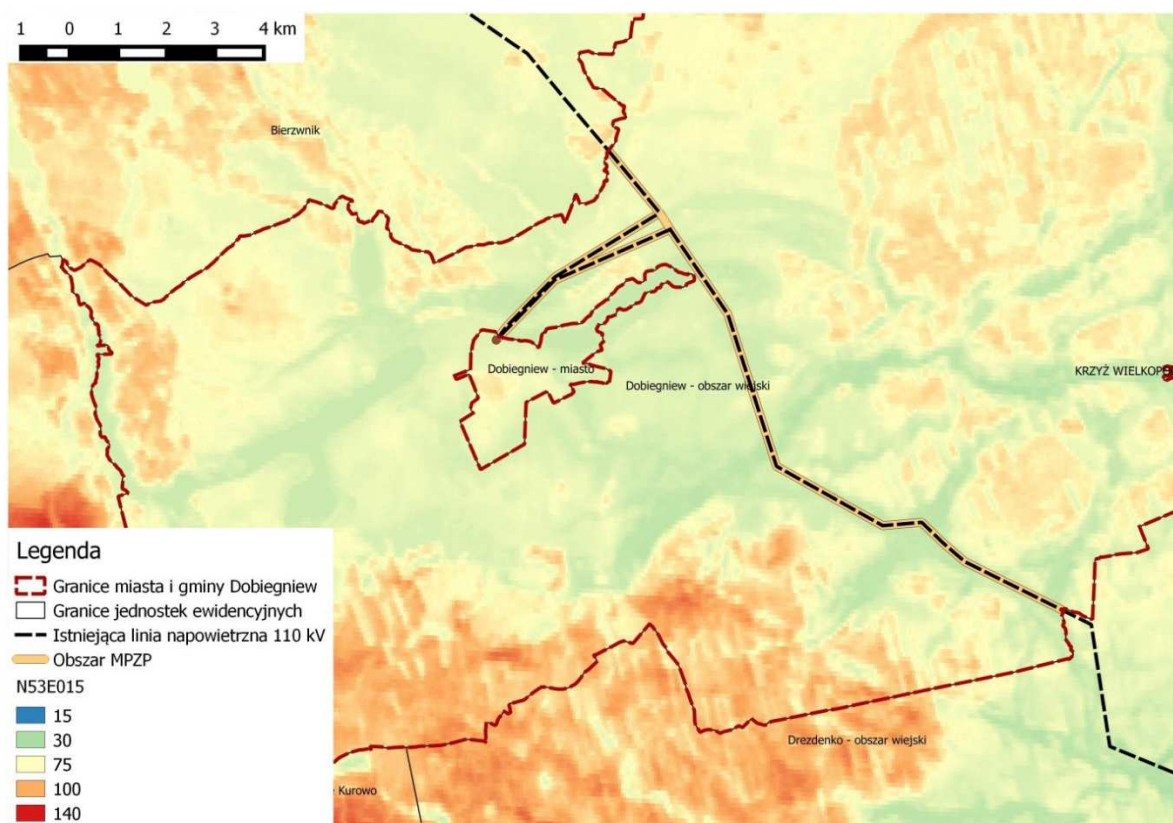 1 0 1 2 3 4 km
Bierzwnik
Dobiegniew - miasto
Dobiegniew - obszar wiejski
KRZYŻ WIELKOP
Drezdenko - obszar wiejski
Kurowo
Legenda
Granice miasta i gminy Dobiegniew
Granice jednostek ewidencyjnych
Istniejąca linia napowietrzna 110 kV
Obszar MPZP
N53E015
15
30
75
100
140